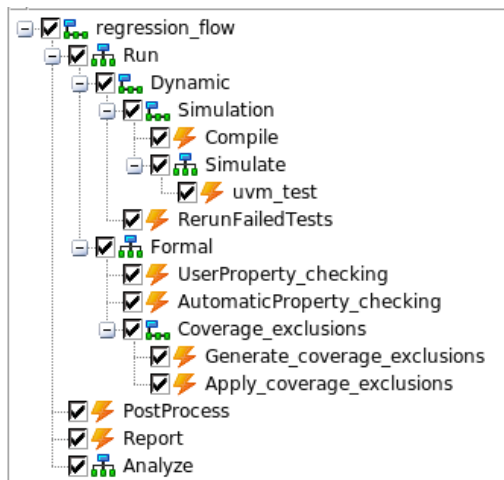 regression_flow
Run
Dynamic
Simulation
Compile
Simulate
uvm_test
RerunFailedTests
Formal
UserProperty_checking
AutomaticProperty_checking
Coverage_exclusions
Generate_coverage_exclusions
Apply_coverage_exclusions
PostProcess
Report
Analyze